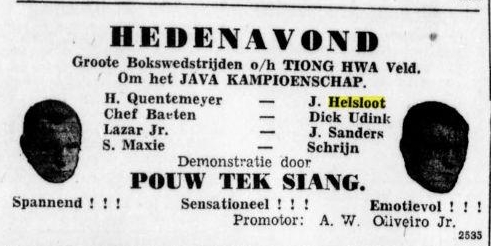 HEDENAVOND
Groote Bokswedstrijden o/h TIONG HWA Veld.
Om het JAVA KAMPIOENSCHAP.
H. Quentemeyer — J. Helsloot
Chef Baeten — Dick Udink
Lazar Jr. — J. Sanders
S. Maxie — Schrijn
Demonstratie door
POUW TEK SIANG.
Spannend ! ! ! Sensationeel ! ! ! Emotievol ! ! !
Promotor: A. W. Oliveiro Jr.
2535